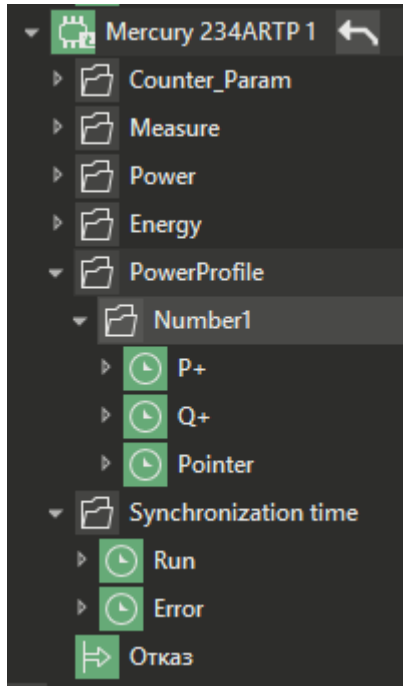 Mercury 234ARTP 1
Counter_Param
Measure
Power
Energy
PowerProfile
Number1
P+
Q+
Pointer
Synchronization time
Run
Error
Отказ